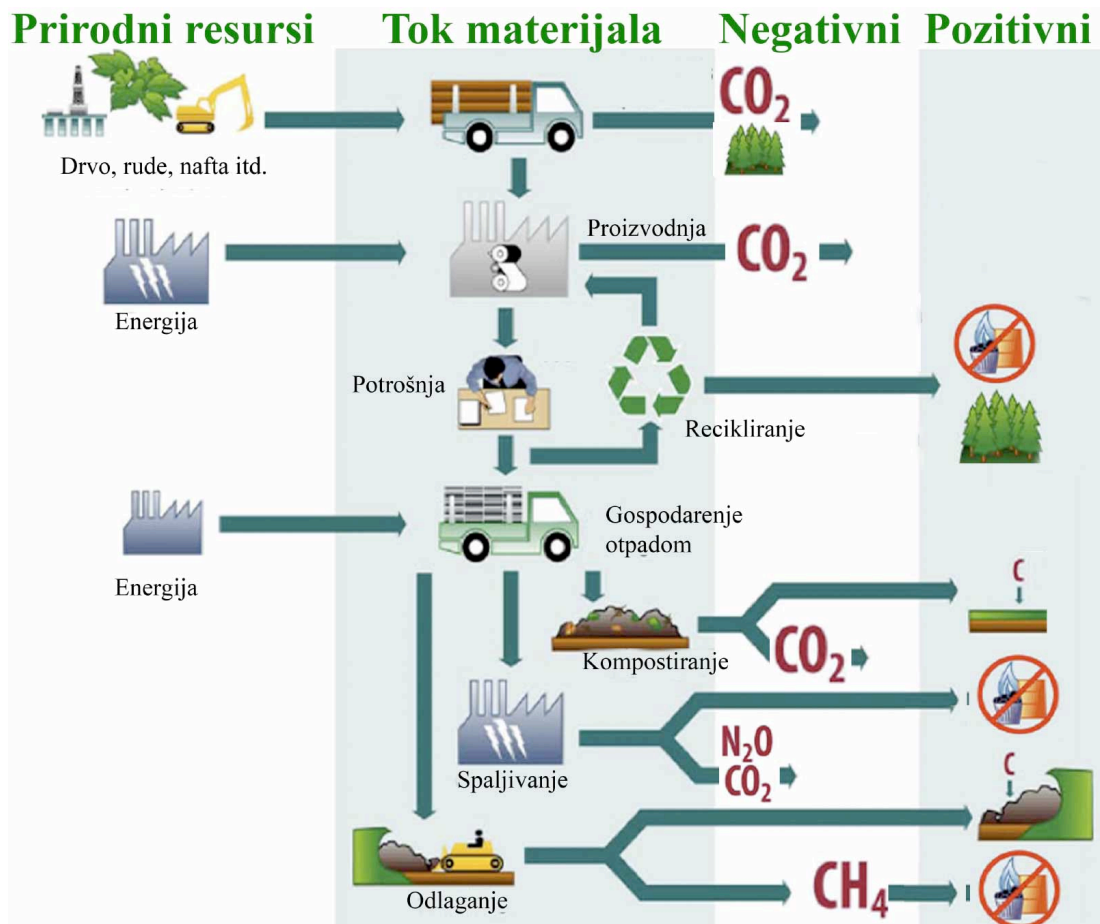 Prirodni resursi
Tok materijala
Negativni
Pozitivni
CO₂
Drvo, rude, nafta itd.
Proizvodnja
CO₂
Energija
Potrošnja
Recikliranje
Gospodarenje
otpadom
Energija
C
Kompostiranje
CO₂
N₂O
CO₂
Spaljivanje
C
Odlaganje
CH₄